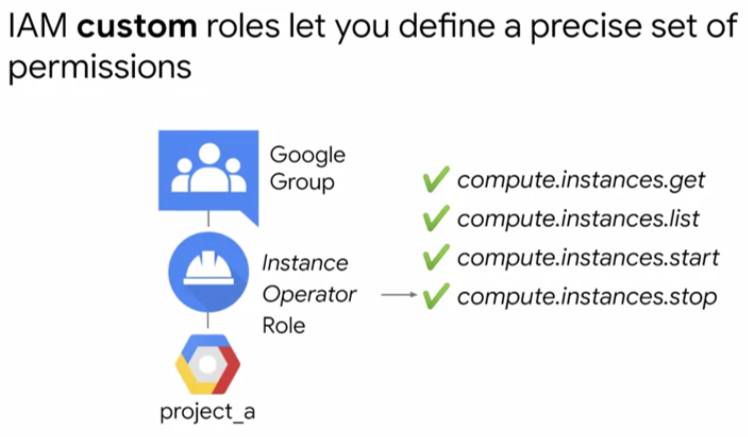 IAM custom roles let you define a precise set of
permissions
Google
Group
Instance
Operator
Role
project_a
compute.instances.get
compute.instances.list
compute.instances.start
compute.instances.stop